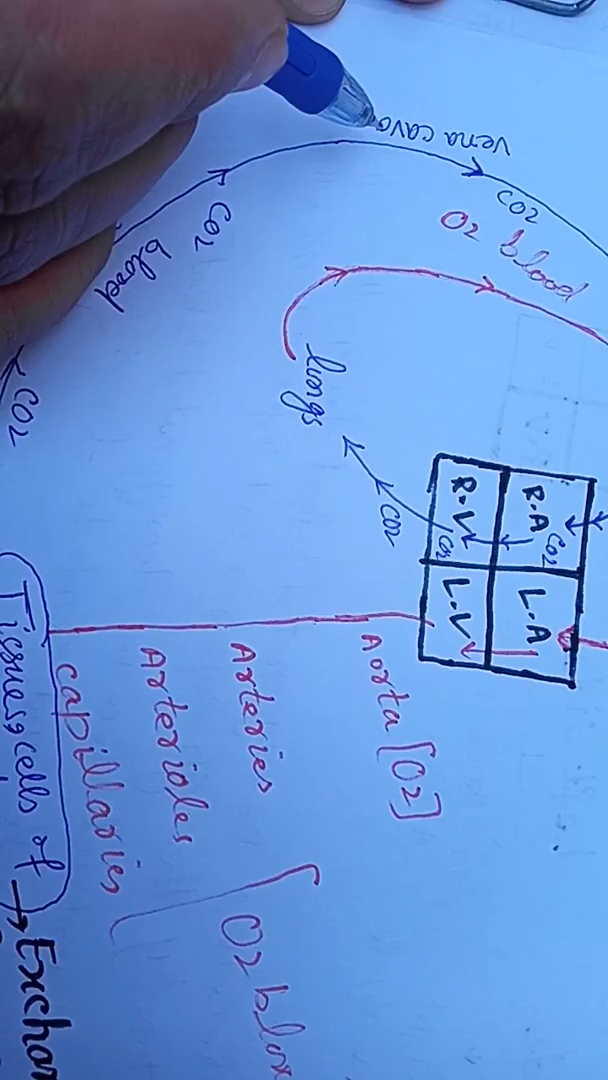 vena cava
CO2
O2 blood
CO2
blood
CO2
lungs
CO2
R.A
CO2
L.A
R.V
CO2
L.V
Aorta [O2]
Arteries
Arterioles
capillaries
O2 bloo
Tissues cells of → Exchan